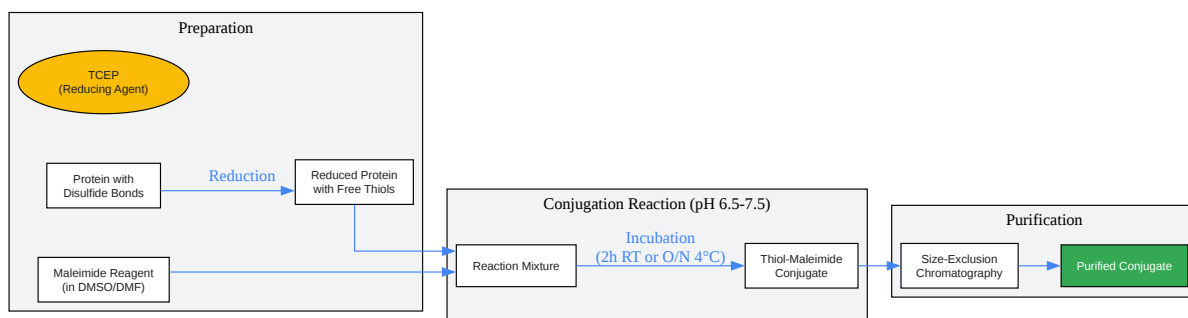 Preparation
TCEP
(Reducing Agent)
Protein with
Disulfide Bonds
Reduction
Reduced Protein
with Free Thiols
Maleimide Reagent
(in DMSO/DMF)
Conjugation Reaction (pH 6.5-7.5)
Reaction Mixture
Incubation
(2h RT or O/N 4°C)
Thiol-Maleimide
Conjugate
Purification
Size-Exclusion
Chromatography
Purified Conjugate